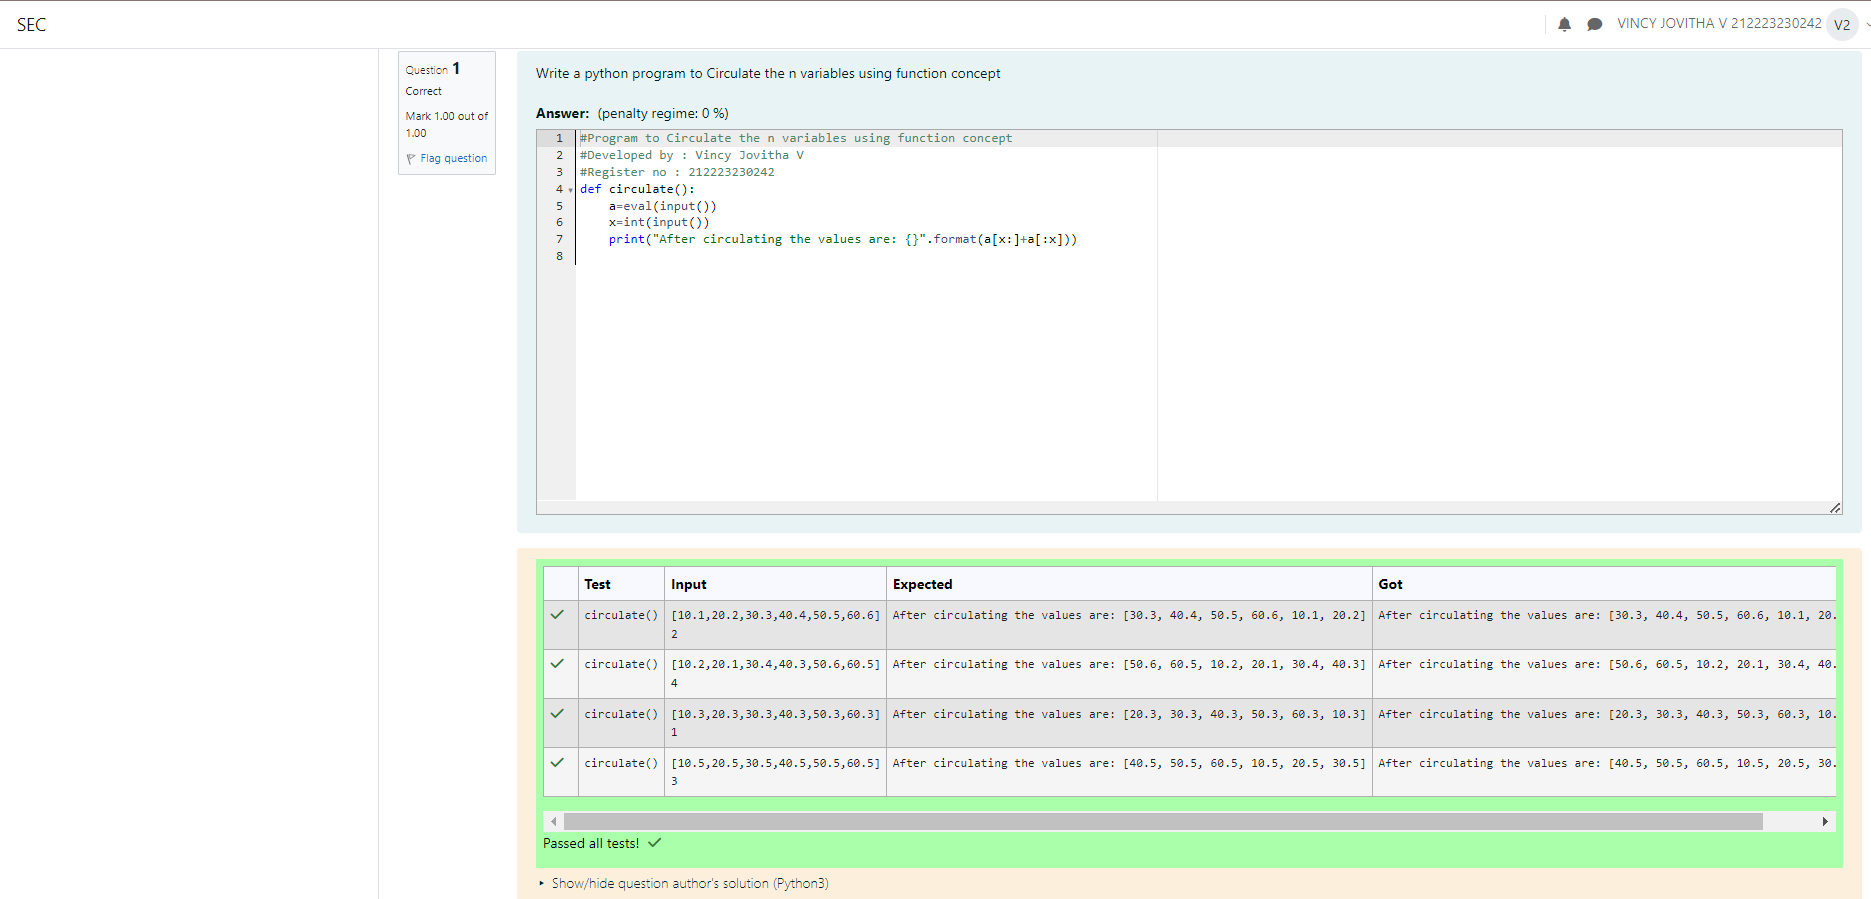 SEC
VINCY JOVITHA V 212223230242
V2
Question 1
Correct
Mark 1.00 out of
1.00
Flag question
Write a python program to Circulate the n variables using function concept
Answer: (penalty regime: 0 %)
1 #Program to Circulate the n variables using function concept
2 #Developed by : Vincy Jovitha V
3 #Register no : 212223230242
4 def circulate():
5     a=eval(input())
6     x=int(input())
7     print("After circulating the values are: {}".format(a[x:]+a[:x]))
8
Test Input Expected Got
circulate() [10.1,20.2,30.3,40.4,50.5,60.6] After circulating the values are: [30.3, 40.4, 50.5, 60.6, 10.1, 20.2] After circulating the values are: [30.3, 40.4, 50.5, 60.6, 10.1, 20.
2
circulate() [10.2,20.1,30.4,40.3,50.6,60.5] After circulating the values are: [50.6, 60.5, 10.2, 20.1, 30.4, 40.3] After circulating the values are: [50.6, 60.5, 10.2, 20.1, 30.4, 40.
4
circulate() [10.3,20.3,30.3,40.3,50.3,60.3] After circulating the values are: [20.3, 30.3, 40.3, 50.3, 60.3, 10.3] After circulating the values are: [20.3, 30.3, 40.3, 50.3, 60.3, 10.
1
circulate() [10.5,20.5,30.5,40.5,50.5,60.5] After circulating the values are: [40.5, 50.5, 60.5, 10.5, 20.5, 30.5] After circulating the values are: [40.5, 50.5, 60.5, 10.5, 20.5, 30.
3
Passed all tests!
Show/hide question author's solution (Python3)